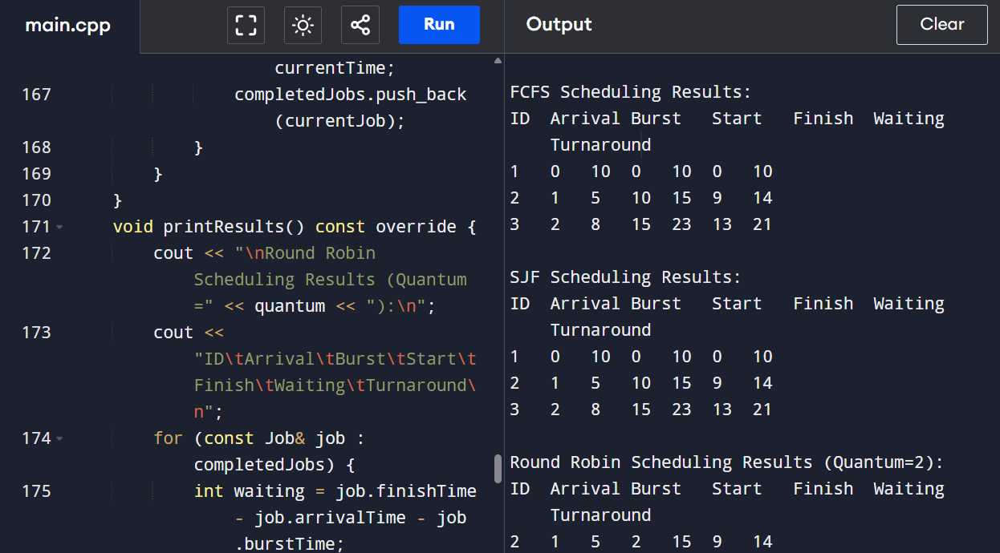 main.cpp
Run
Output
Clear
currentTime;
167 completedJobs.push_back
(currentJob);
168 }
169 }
170 }
171 void printResults() const override {
172 cout << "\nRound Robin
Scheduling Results (Quantum
=" << quantum << "):\n";
173 cout <<
"ID\tArrival\tBurst\tStart\t
Finish\tWaiting\tTurnaround\
n";
174 for (const Job& job :
completedJobs) {
175 int waiting = job.finishTime
- job.arrivalTime - job
.burstTime;
FCFS Scheduling Results:
ID Arrival Burst Start Finish Waiting
Turnaround
1 0 10 0 10 0 10
2 1 5 10 15 9 14
3 2 8 15 23 13 21
SJF Scheduling Results:
ID Arrival Burst Start Finish Waiting
Turnaround
1 0 10 0 10 0 10
2 1 5 10 15 9 14
3 2 8 15 23 13 21
Round Robin Scheduling Results (Quantum=2):
ID Arrival Burst Start Finish Waiting
Turnaround
2 1 5 2 15 9 14